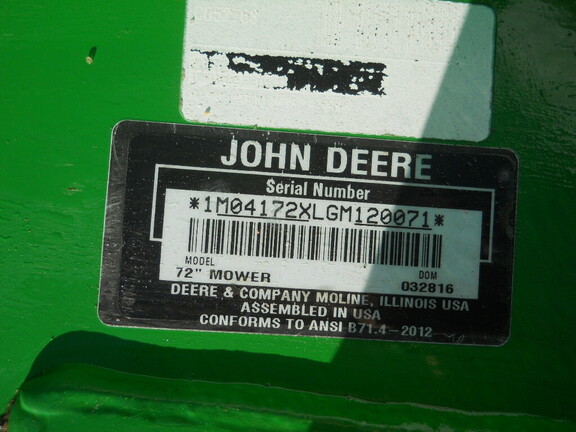 JOHN DEERE
Serial Number
*1M04172XLGM120071*
MODEL DOM
72" MOWER 032816
DEERE & COMPANY MOLINE, ILLINOIS USA
ASSEMBLED IN USA
CONFORMS TO ANSI B71.4-2012